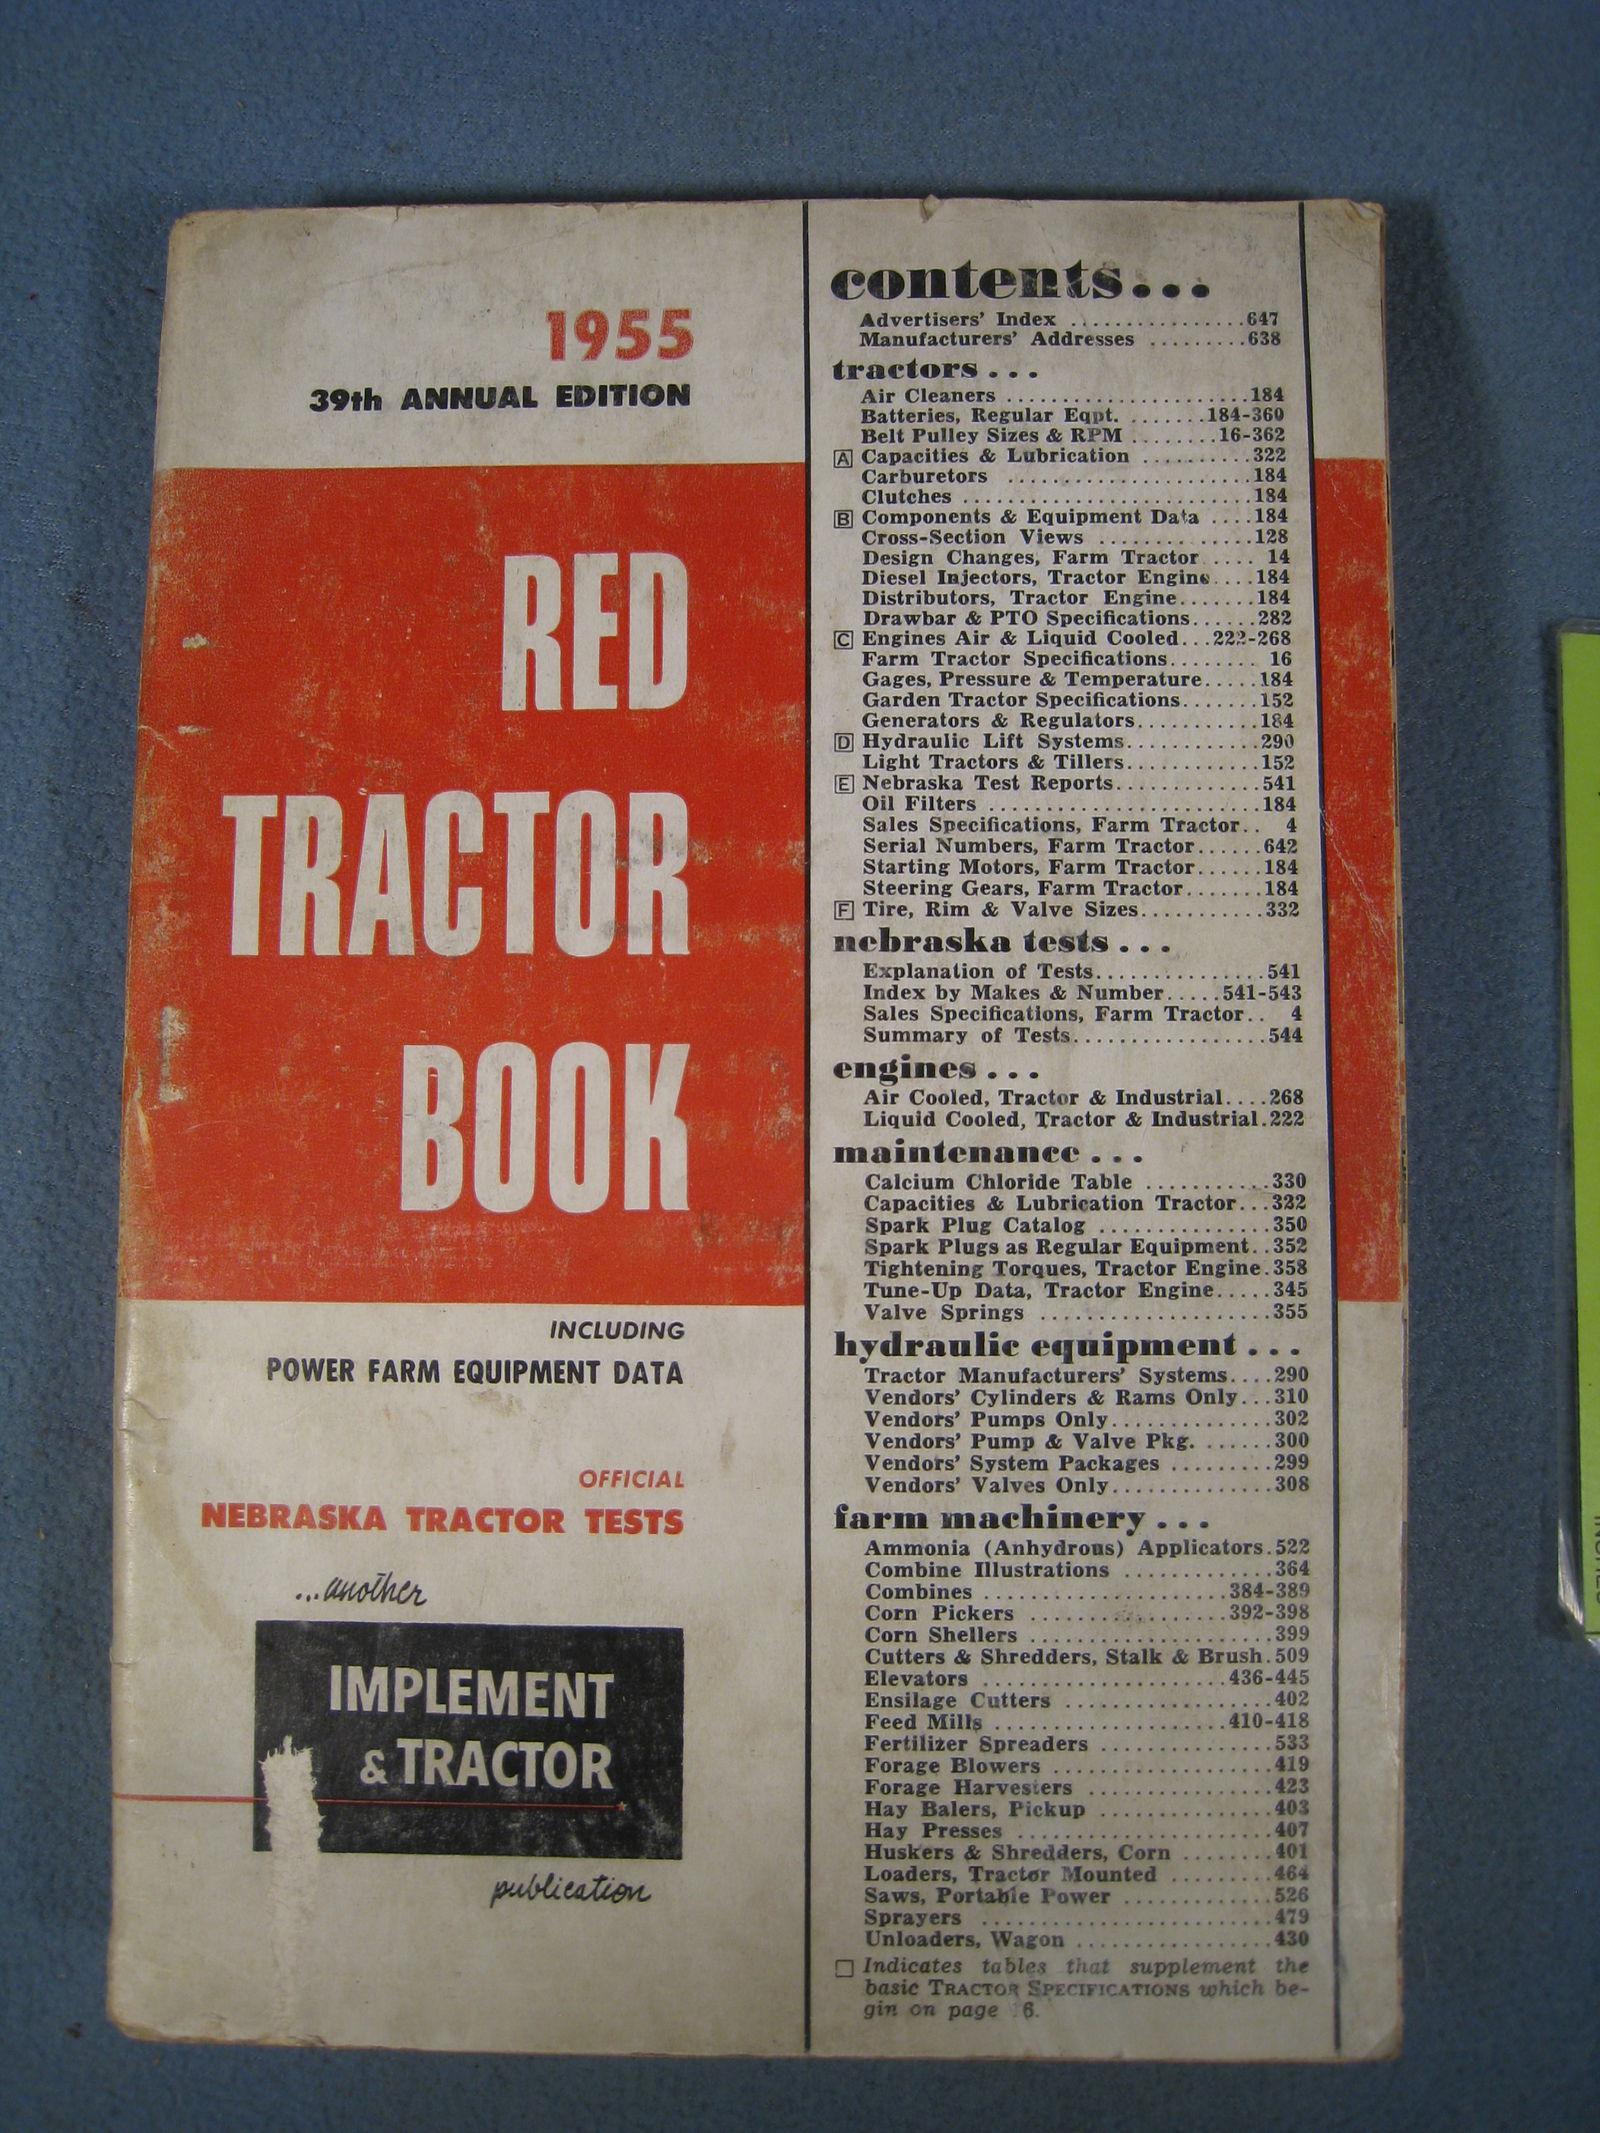 1955
39th ANNUAL EDITION
RED
TRACTOR
BOOK
INCLUDING
POWER FARM EQUIPMENT DATA
OFFICIAL
NEBRASKA TRACTOR TESTS
...another
IMPLEMENT
& TRACTOR
publication
contents...
Advertisers' Index ................647
Manufacturers' Addresses .........638
tractors...
Air Cleaners ......................184
Batteries, Regular Eqpt. .......184-360
Belt Pulley Sizes & RPM ........16-362
A Capacities & Lubrication ..........322
Carburetors ......................184
Clutches ..........................184
B Components & Equipment Data ....184
Cross-Section Views ..............128
Design Changes, Farm Tractor..... 14
Diesel Injectors, Tractor Engine....184
Distributors, Tractor Engine.......184
Drawbar & PTO Specifications......282
C Engines Air & Liquid Cooled...222-268
Farm Tractor Specifications........ 16
Gages, Pressure & Temperature.....184
Garden Tractor Specifications.......152
Generators & Regulators...........184
D Hydraulic Lift Systems............290
Light Tractors & Tillers............152
E Nebraska Test Reports.............541
Oil Filters ........................184
Sales Specifications, Farm Tractor.. 4
Serial Numbers, Farm Tractor......642
Starting Motors, Farm Tractor......184
Steering Gears, Farm Tractor.......184
F Tire, Rim & Valve Sizes...........332
nebraska tests...
Explanation of Tests...............541
Index by Makes & Number.....541-543
Sales Specifications, Farm Tractor.. 4
Summary of Tests.................544
engines...
Air Cooled, Tractor & Industrial....268
Liquid Cooled, Tractor & Industrial.222
maintenance...
Calcium Chloride Table ...........330
Capacities & Lubrication Tractor...322
Spark Plug Catalog ...............350
Spark Plugs as Regular Equipment..352
Tightening Torques, Tractor Engine.358
Tune-Up Data, Tractor Engine.....345
Valve Springs ....................355
hydraulic equipment...
Tractor Manufacturers' Systems....290
Vendors' Cylinders & Rams Only...310
Vendors' Pumps Only..............302
Vendors' Pump & Valve Pkg. .......300
Vendors' System Packages .........299
Vendors' Valves Only..............308
farm machinery...
Ammonia (Anhydrous) Applicators.522
Combine Illustrations .............364
Combines .....................384-389
Corn Pickers .................392-398
Corn Shellers .....................399
Cutters & Shredders, Stalk & Brush.509
Elevators .....................436-445
Ensilage Cutters ..................402
Feed Mills ....................410-418
Fertilizer Spreaders ...............533
Forage Blowers ...................419
Forage Harvesters ................423
Hay Balers, Pickup ...............403
Hay Presses ......................407
Huskers & Shredders, Corn ........401
Loaders, Tractor Mounted .........464
Saws, Portable Power .............526
Sprayers .........................479
Unloaders, Wagon .................430
Indicates tables that supplement the
basic TRACTOR SPECIFICATIONS which be-
gin on page 6.